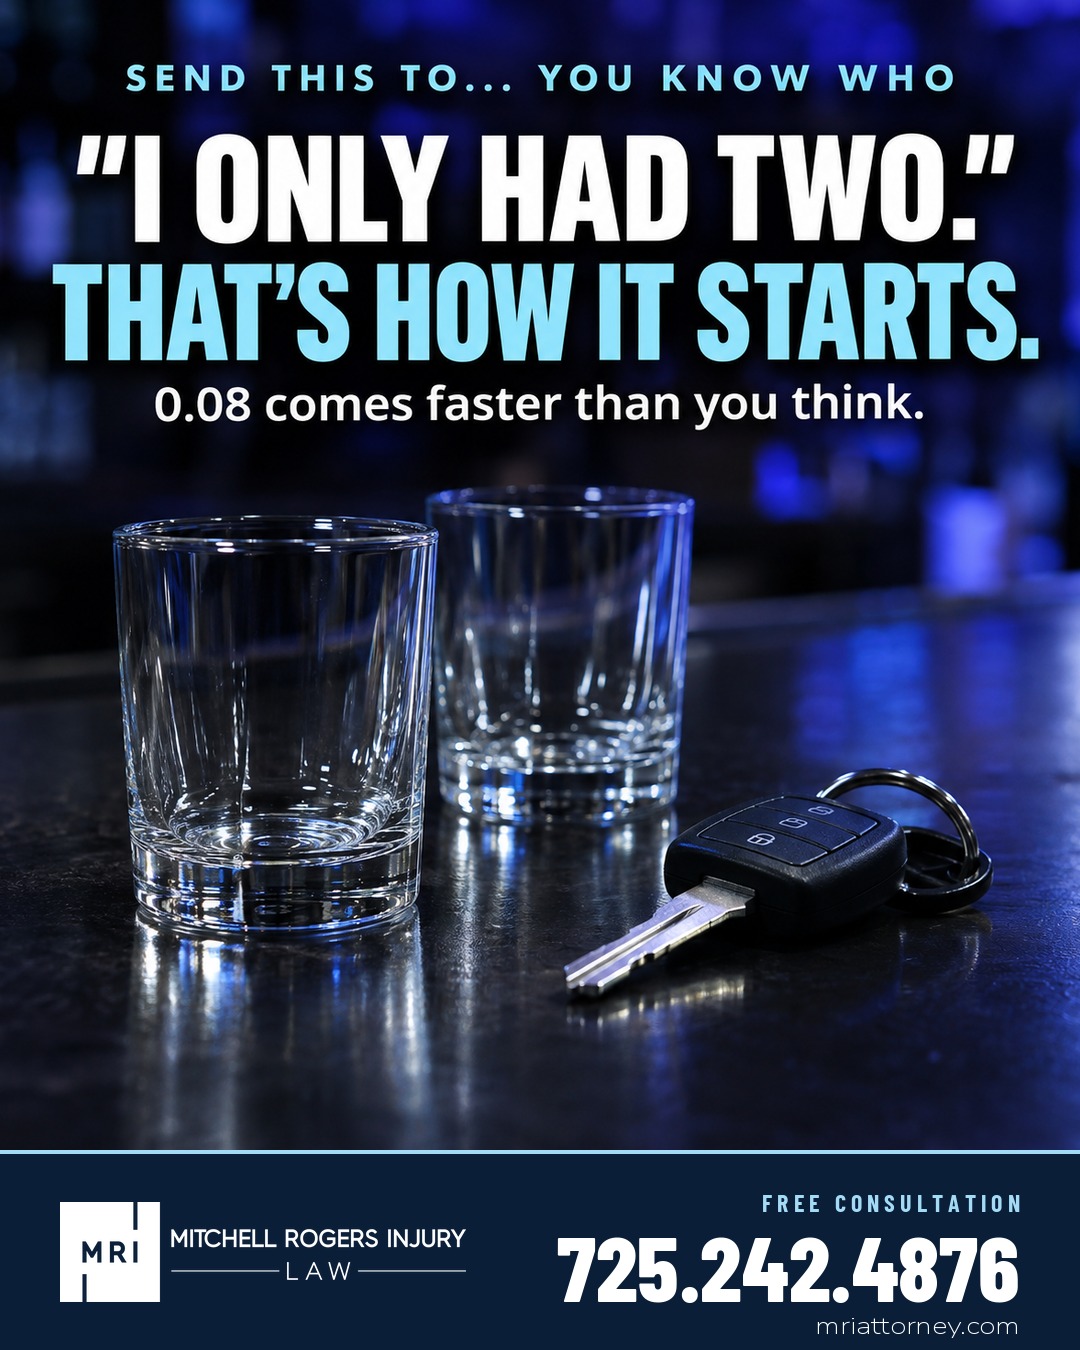 SEND THIS TO... YOU KNOW WHO
"I ONLY HAD TWO."
THAT'S HOW IT STARTS.
0.08 comes faster than you think.
MRI
MITCHELL ROGERS INJURY
LAW
FREE CONSULTATION
725.242.4876
mriattorney.com